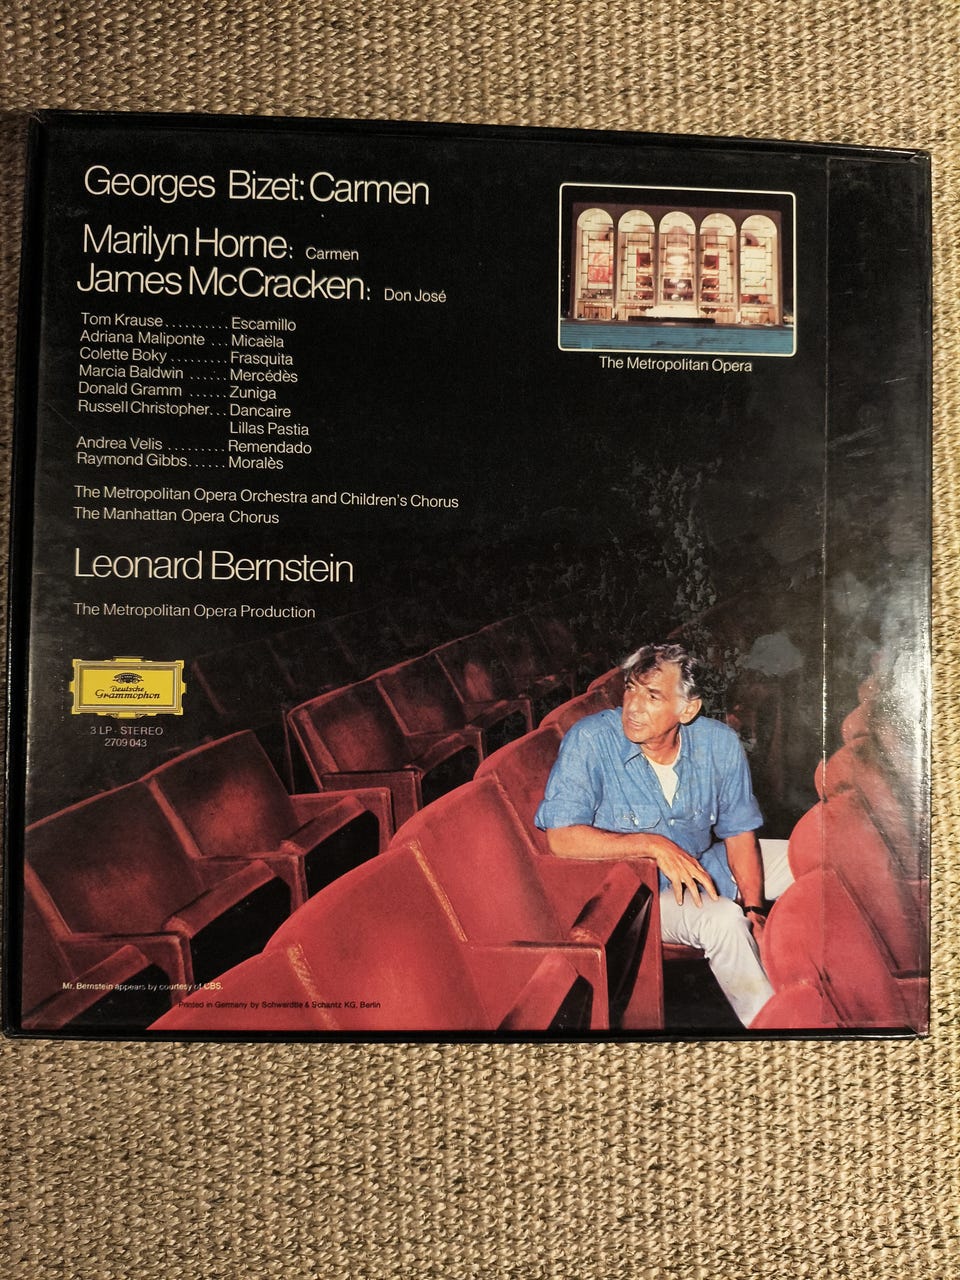 Georges Bizet: Carmen
Marilyn Horne: Carmen
James McCracken: Don José
Tom Krause.......... Escamillo
Adriana Maliponte ... Micaëla
Colette Boky ......... Frasquita
Marcia Baldwin ...... Mercédès
Donald Gramm ...... Zuniga
Russell Christopher... Dancaire
Lillas Pastia
Andrea Velis ......... Remendado
Raymond Gibbs...... Moralès
The Metropolitan Opera Orchestra and Children's Chorus
The Manhattan Opera Chorus
Leonard Bernstein
The Metropolitan Opera Production
The Metropolitan Opera
Deutsche
Grammophon
3 LP · STEREO
2709 043
Mr. Bernstein appears by courtesy of CBS.
Printed in Germany by Schwerdtle & Schantz KG, Berlin